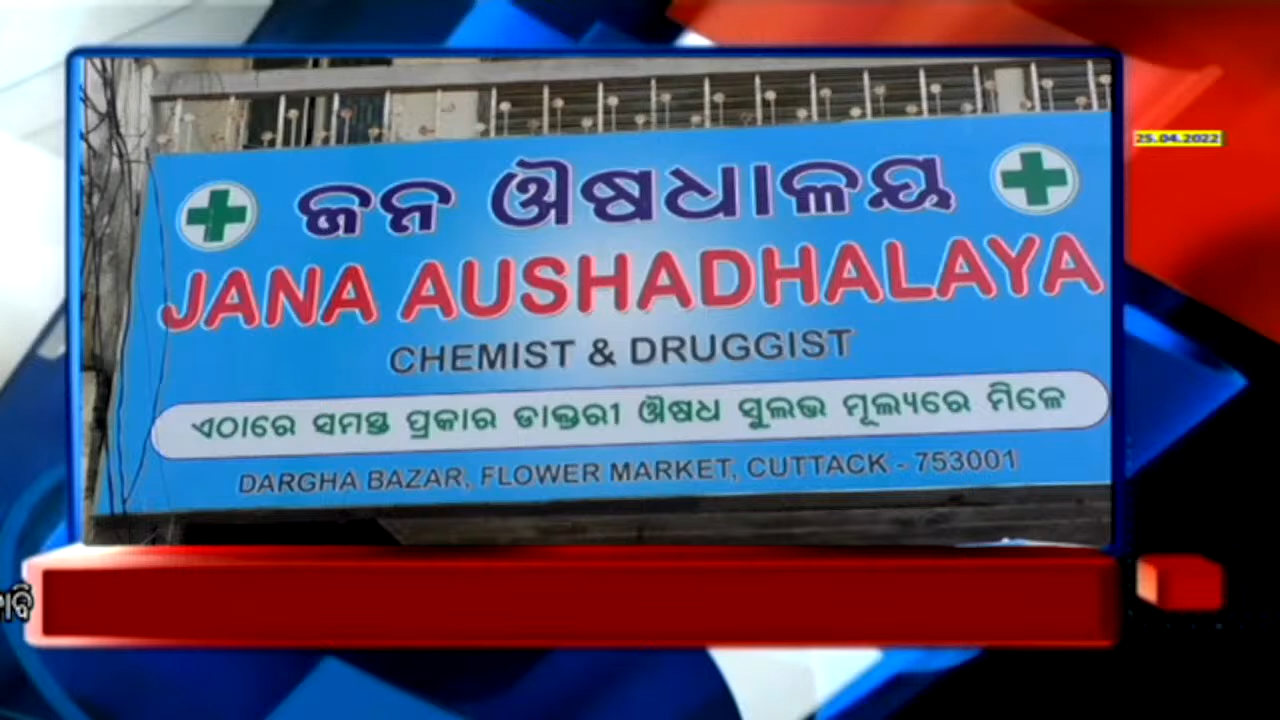 25.04.2022
ଜନ ଔଷଧାଳୟ
JANA AUSHADHALAYA
CHEMIST & DRUGGIST
ଏଠାରେ ସମସ୍ତ ପ୍ରକାର ଡାକ୍ତରୀ ଔଷଧ ସୁଲଭ ମୂଲ୍ୟରେ ମିଳେ
DARGHA BAZAR, FLOWER MARKET, CUTTACK - 753001